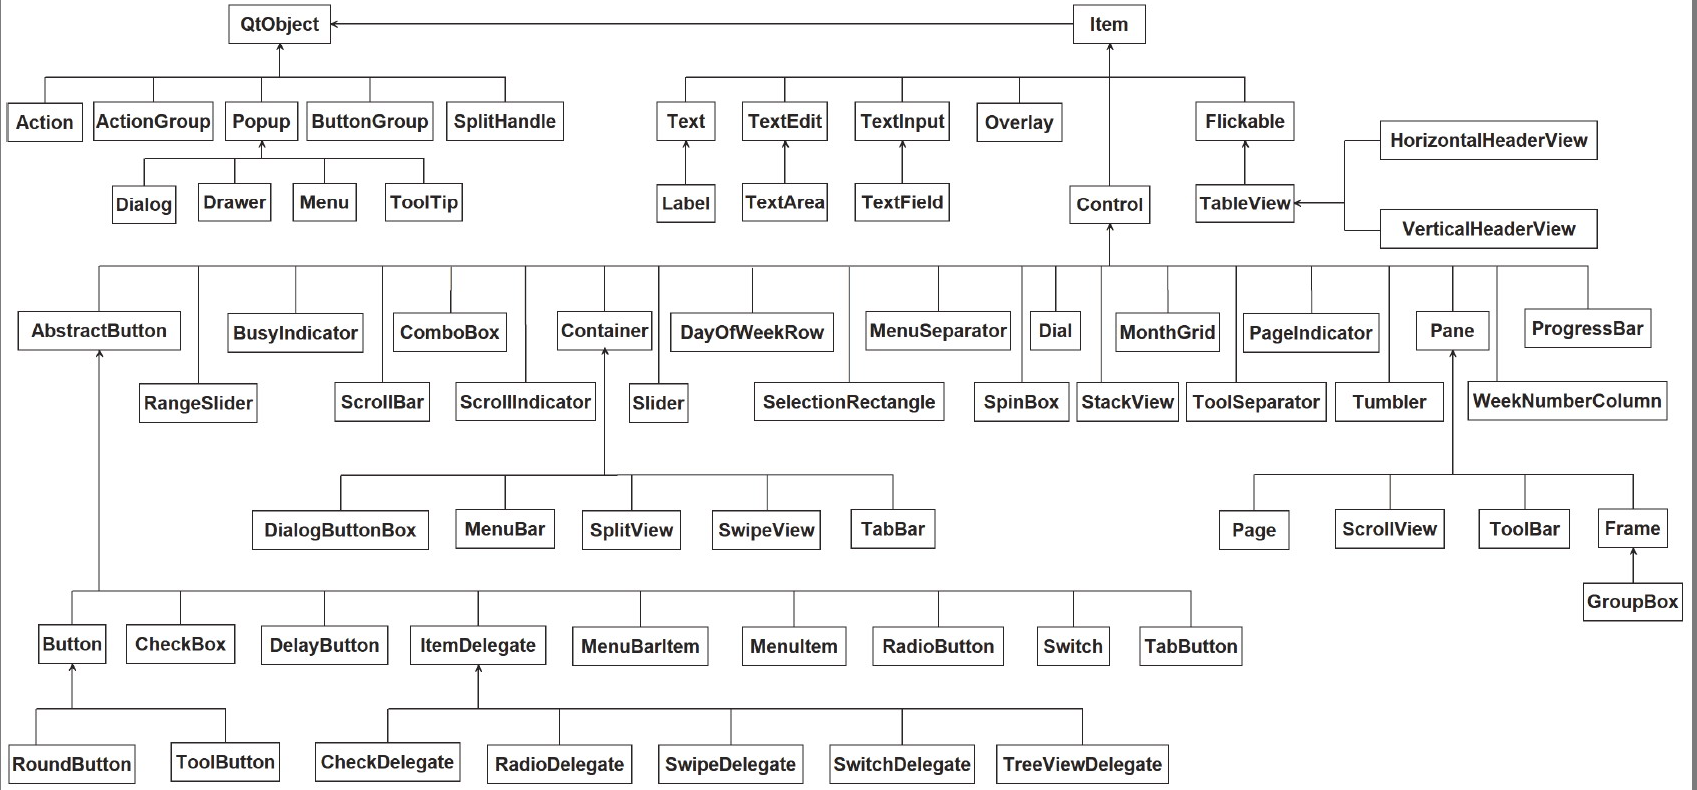 QtObject
Item
Action
ActionGroup
Popup
ButtonGroup
SplitHandle
Text
TextEdit
TextInput
Overlay
Flickable
HorizontalHeaderView
Dialog
Drawer
Menu
ToolTip
Label
TextArea
TextField
Control
TableView
VerticalHeaderView
AbstractButton
BusyIndicator
ComboBox
Container
DayOfWeekRow
MenuSeparator
Dial
MonthGrid
PageIndicator
Pane
ProgressBar
RangeSlider
ScrollBar
ScrollIndicator
Slider
SelectionRectangle
SpinBox
StackView
ToolSeparator
Tumbler
WeekNumberColumn
DialogButtonBox
MenuBar
SplitView
SwipeView
TabBar
Page
ScrollView
ToolBar
Frame
GroupBox
Button
CheckBox
DelayButton
ItemDelegate
MenuBarItem
MenuItem
RadioButton
Switch
TabButton
RoundButton
ToolButton
CheckDelegate
RadioDelegate
SwipeDelegate
SwitchDelegate
TreeViewDelegate